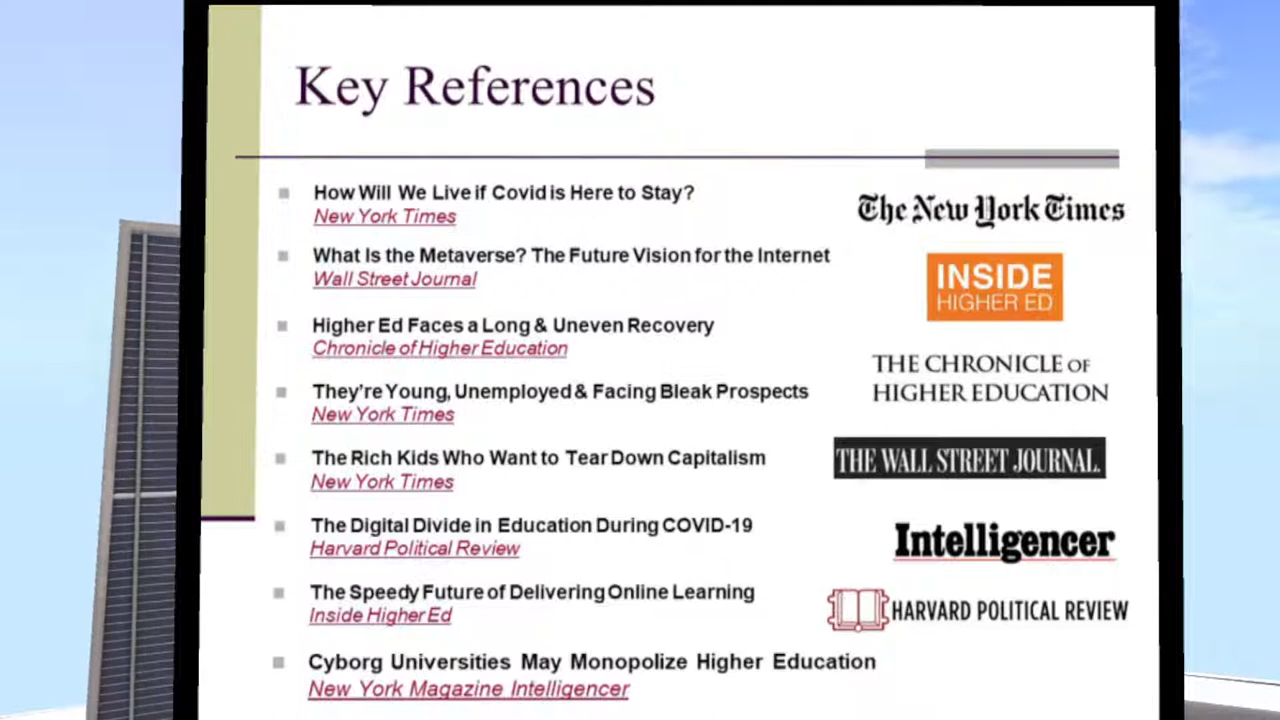 Key References
How Will We Live if Covid is Here to Stay?
New York Times
What Is the Metaverse? The Future Vision for the Internet
Wall Street Journal
Higher Ed Faces a Long & Uneven Recovery
Chronicle of Higher Education
They're Young, Unemployed & Facing Bleak Prospects
New York Times
The Rich Kids Who Want to Tear Down Capitalism
New York Times
The Digital Divide in Education During COVID-19
Harvard Political Review
The Speedy Future of Delivering Online Learning
Inside Higher Ed
Cyborg Universities May Monopolize Higher Education
New York Magazine Intelligencer
The New York Times
INSIDE
HIGHER ED
THE CHRONICLE OF
HIGHER EDUCATION
THE WALL STREET JOURNAL.
Intelligencer
HARVARD POLITICAL REVIEW